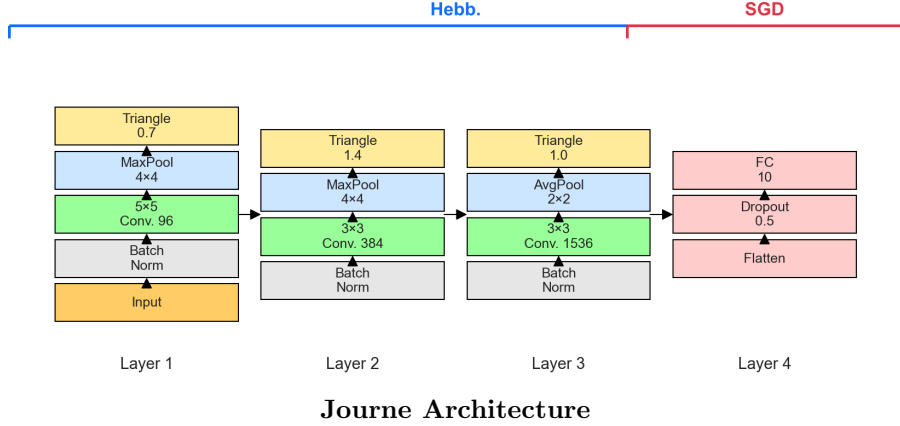 Hebb.
SGD
Triangle
0.7
MaxPool
4×4
5×5
Conv. 96
Batch
Norm
Input
Triangle
1.4
MaxPool
4×4
3×3
Conv. 384
Batch
Norm
Triangle
1.0
AvgPool
2×2
3×3
Conv. 1536
Batch
Norm
FC
10
Dropout
0.5
Flatten
Layer 1
Layer 2
Layer 3
Layer 4
Journe Architecture